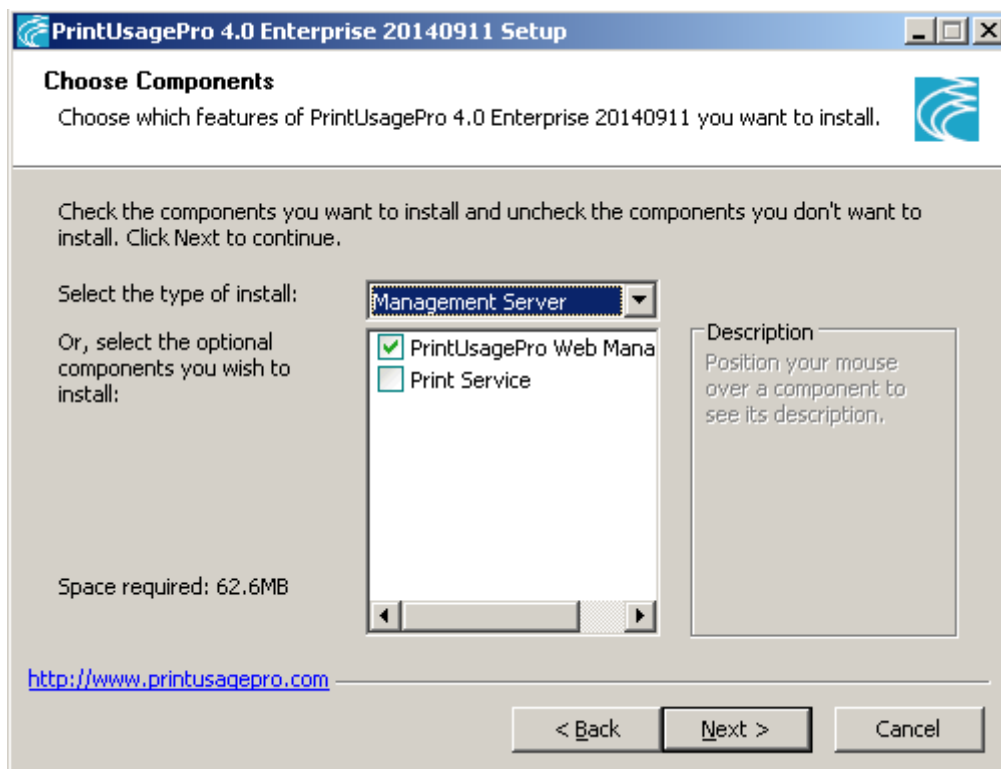 PrintUsagePro 4.0 Enterprise 20140911 Setup
Choose Components
Choose which features of PrintUsagePro 4.0 Enterprise 20140911 you want to install.
Check the components you want to install and uncheck the components you don't want to
install. Click Next to continue.
Select the type of install:
Management Server
Or, select the optional
components you wish to
install:
PrintUsagePro Web Mana
Print Service
Description
Position your mouse
over a component to
see its description.
Space required: 62.6MB
http://www.printusagepro.com
< Back
Next >
Cancel